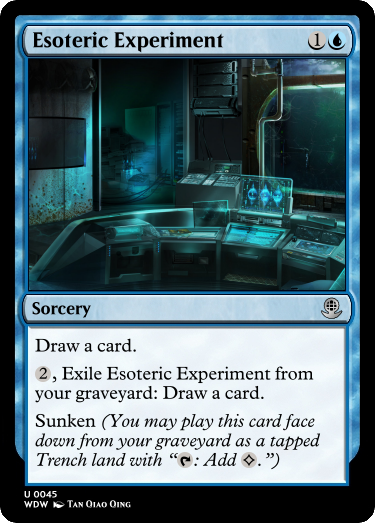 Esoteric Experiment 1
Sorcery
Draw a card.
2, Exile Esoteric Experiment from
your graveyard: Draw a card.
Sunken (You may play this card face
down from your graveyard as a tapped
Trench land with “: Add .”)
U 0045
WDW TAN QIAO QING